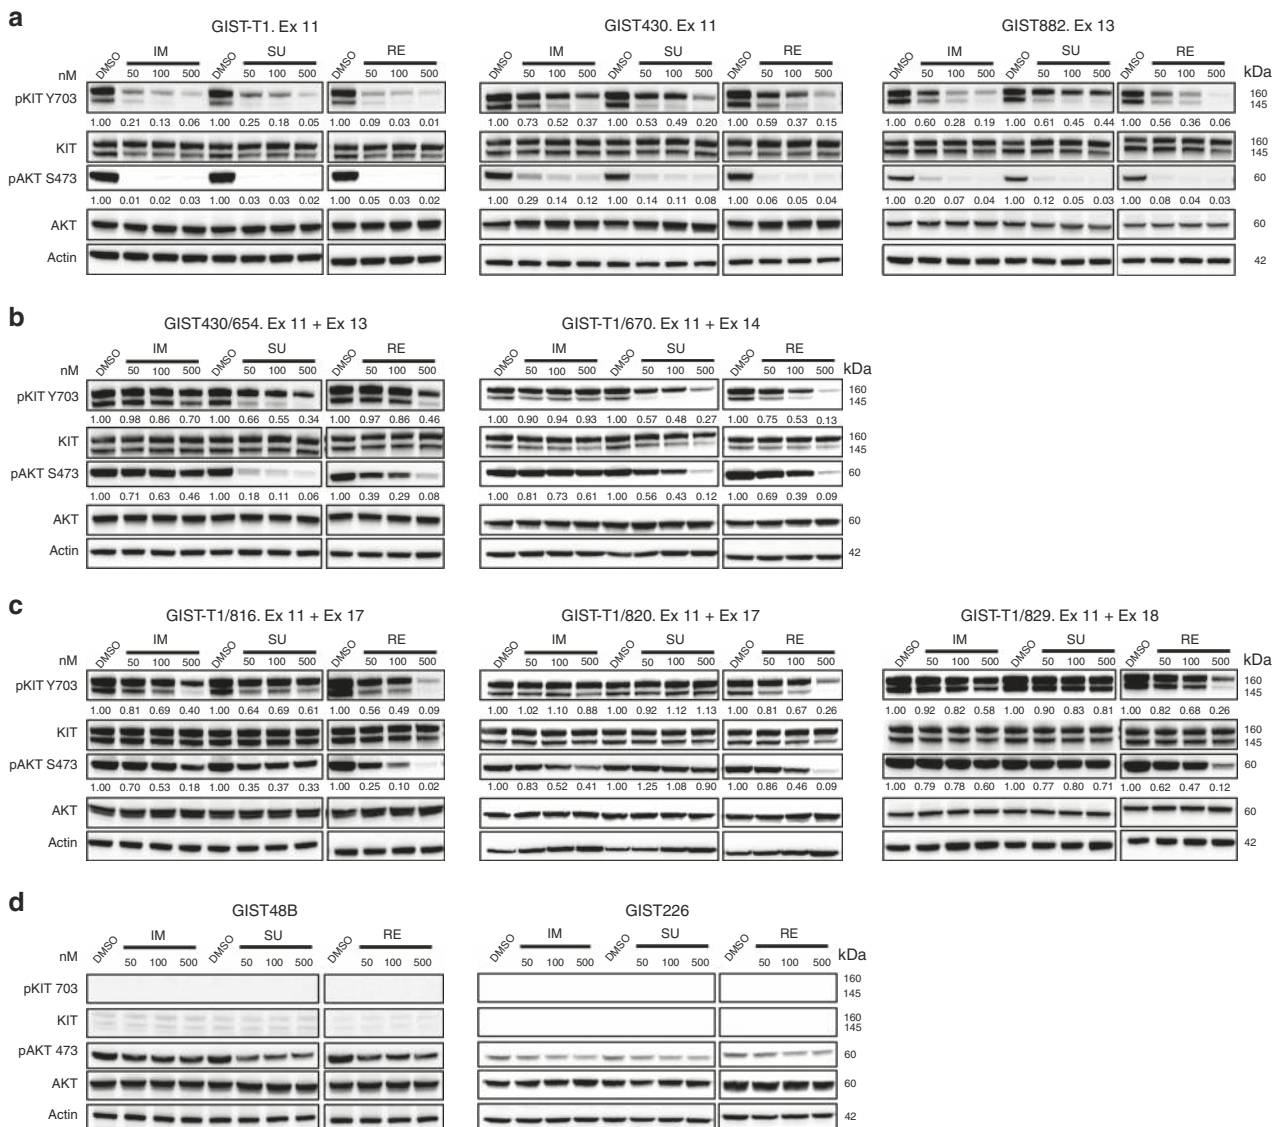 a
GIST-T1. Ex 11 GIST430. Ex 11 GIST882. Ex 13
IM SU RE IM SU RE IM SU RE
DMSO DMSO DMSO DMSO DMSO DMSO DMSO DMSO DMSO
nM 50 100 500 50 100 500 50 100 500 50 100 500 50 100 500 50 100 500 50 100 500 50 100 500 50 100 500 kDa
pKIT Y703 160
145
1.00 0.21 0.13 0.06 1.00 0.25 0.18 0.05 1.00 0.09 0.03 0.01 1.00 0.73 0.52 0.37 1.00 0.53 0.49 0.20 1.00 0.59 0.37 0.15 1.00 0.60 0.28 0.19 1.00 0.61 0.45 0.44 1.00 0.56 0.36 0.06
KIT 160
145
pAKT S473 60
1.00 0.01 0.02 0.03 1.00 0.03 0.03 0.02 1.00 0.05 0.03 0.02 1.00 0.29 0.14 0.12 1.00 0.14 0.11 0.08 1.00 0.06 0.05 0.04 1.00 0.20 0.07 0.04 1.00 0.12 0.05 0.03 1.00 0.08 0.04 0.03
AKT 60
Actin 42
b
GIST430/654. Ex 11 + Ex 13 GIST-T1/670. Ex 11 + Ex 14
IM SU RE IM SU RE
DMSO DMSO DMSO DMSO DMSO DMSO
nM 50 100 500 50 100 500 50 100 500 50 100 500 50 100 500 50 100 500 kDa
pKIT Y703 160
145
1.00 0.98 0.86 0.70 1.00 0.66 0.55 0.34 1.00 0.97 0.86 0.46 1.00 0.90 0.94 0.93 1.00 0.57 0.48 0.27 1.00 0.75 0.53 0.13
KIT 160
145
pAKT S473 60
1.00 0.71 0.63 0.46 1.00 0.18 0.11 0.06 1.00 0.39 0.29 0.08 1.00 0.81 0.73 0.61 1.00 0.56 0.43 0.12 1.00 0.69 0.39 0.09
AKT 60
Actin 42
c
GIST-T1/816. Ex 11 + Ex 17 GIST-T1/820. Ex 11 + Ex 17 GIST-T1/829. Ex 11 + Ex 18
IM SU RE IM SU RE IM SU RE
DMSO DMSO DMSO DMSO DMSO DMSO DMSO DMSO DMSO
nM 50 100 500 50 100 500 50 100 500 50 100 500 50 100 500 50 100 500 50 100 500 50 100 500 50 100 500 kDa
pKIT Y703 160
145
1.00 0.81 0.69 0.40 1.00 0.64 0.69 0.61 1.00 0.56 0.49 0.09 1.00 1.02 1.10 0.88 1.00 0.92 1.12 1.13 1.00 0.81 0.67 0.26 1.00 0.92 0.82 0.58 1.00 0.90 0.83 0.81 1.00 0.82 0.68 0.26
KIT 160
145
pAKT S473 60
1.00 0.70 0.53 0.18 1.00 0.35 0.37 0.33 1.00 0.25 0.10 0.02 1.00 0.83 0.52 0.41 1.00 1.25 1.08 0.90 1.00 0.86 0.46 0.09 1.00 0.79 0.78 0.60 1.00 0.77 0.80 0.71 1.00 0.62 0.47 0.12
AKT 60
Actin 42
d
GIST48B GIST226
IM SU RE IM SU RE
DMSO DMSO DMSO DMSO DMSO DMSO
nM 50 100 500 50 100 500 50 100 500 50 100 500 50 100 500 50 100 500 kDa
pKIT 703 160
145
KIT 160
145
pAKT 473 60
AKT 60
Actin 42